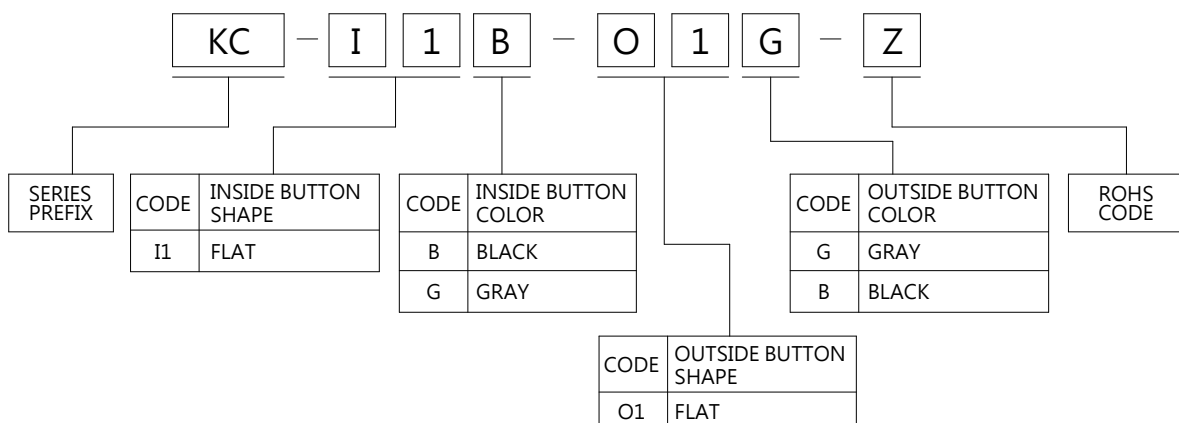 KC — I 1 B — O 1 G — Z
SERIES
PREFIX
CODE INSIDE BUTTON
SHAPE
I1 FLAT
CODE INSIDE BUTTON
COLOR
B BLACK
G GRAY
CODE OUTSIDE BUTTON
COLOR
G GRAY
B BLACK
ROHS
CODE
CODE OUTSIDE BUTTON
SHAPE
O1 FLAT